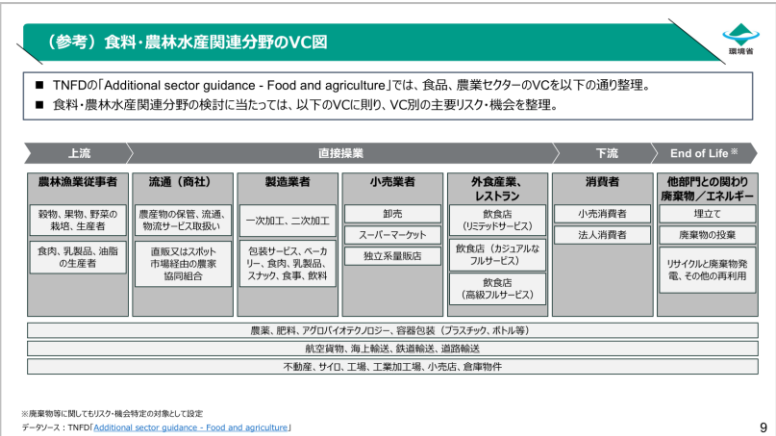 （参考）食料・農林水産関連分野のVC図
環境省
■ TNFDの「Additional sector guidance - Food and agriculture」では、食品、農業セクターのVCを以下の通り整理。
■ 食料・農林水産関連分野の検討に当たっては、以下のVCに則り、VC別の主要リスク・機会を整理。
上流
直接操業
下流
End of Life※
農林漁業従事者
穀物、果物、野菜の
栽培、生産者
食肉、乳製品、油脂
の生産者
流通（商社）
農産物の保管、流通、
物流サービス取扱い
直販又はスポット
市場経由の農家
協同組合
製造業者
一次加工、二次加工
包装サービス、ベーカ
リー、食肉、乳製品、
スナック、食事、飲料
小売業者
卸売
スーパーマーケット
独立系量販店
外食産業、
レストラン
飲食店
（リミテッドサービス）
飲食店（カジュアルな
フルサービス）
飲食店
（高級フルサービス）
消費者
小売消費者
法人消費者
他部門との関わり
廃棄物／エネルギー
埋立て
廃棄物の投棄
リサイクルと廃棄物発
電、その他の再利用
農薬、肥料、アグロバイオテクノロジー、容器包装（プラスチック、ボトル等）
航空貨物、海上輸送、鉄道輸送、道路輸送
不動産、サイロ、工場、工業加工場、小売店、倉庫物件
※廃棄物等に関してもリスク・機会特定の対象として設定
データソース：TNFD「Additional sector guidance - Food and agriculture」
9